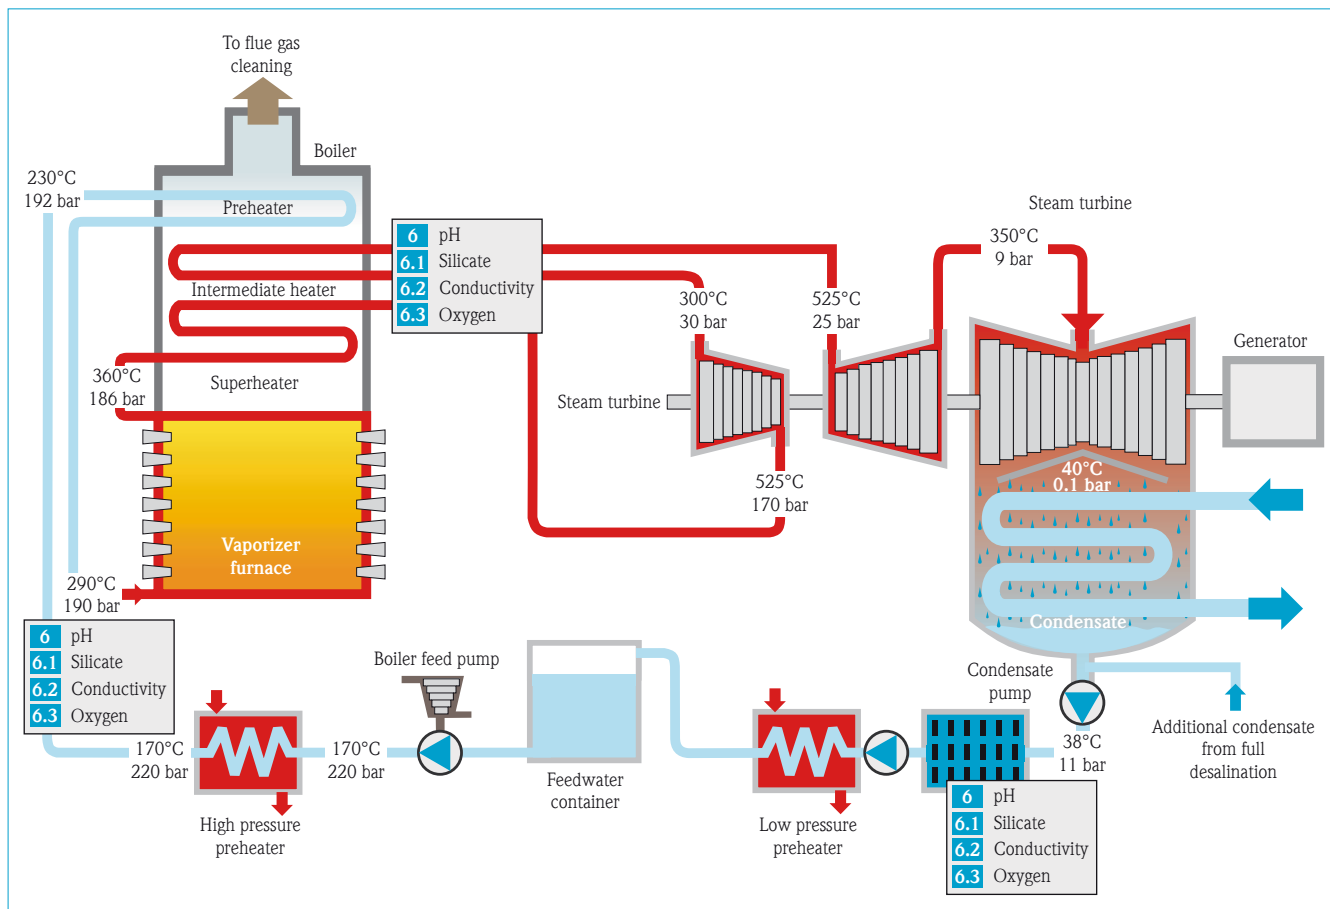 To flue gas
cleaning
Boiler
230°C
192 bar
Preheater
6 pH
6.1 Silicate
6.2 Conductivity
6.3 Oxygen
Intermediate heater
Superheater
360°C
186 bar
Vaporizer
furnace
290°C
190 bar
300°C
30 bar
525°C
25 bar
Steam turbine
350°C
9 bar
Generator
Steam turbine
525°C
170 bar
40°C
0.1 bar
Condensate
6 pH
6.1 Silicate
6.2 Conductivity
6.3 Oxygen
170°C
220 bar
High pressure
preheater
170°C
220 bar
Boiler feed pump
Feedwater
container
Low pressure
preheater
Condensate
pump
38°C
11 bar
Additional condensate
from full
desalination
6 pH
6.1 Silicate
6.2 Conductivity
6.3 Oxygen